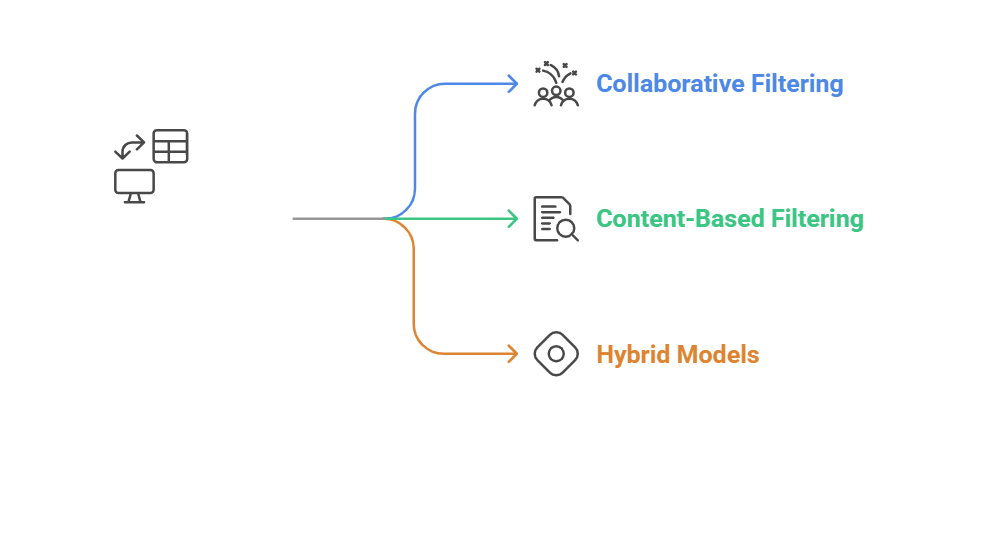 Collaborative Filtering
Content-Based Filtering
Hybrid Models